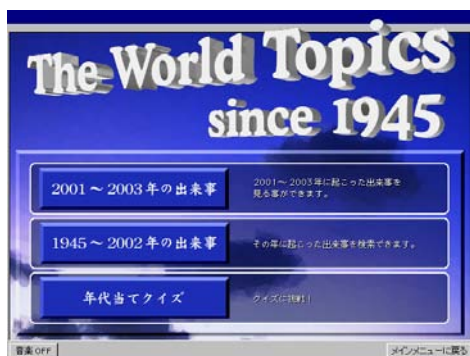 The World Topics
since 1945
2001～2003年の出来事
2001～2003年に起こった出来事を
見る事ができます。
1945～2002年の出来事
その年に起こった出来事を検索できます。
年代当てクイズ
クイズに挑戦！
音楽 OFF
メインメニューに戻る